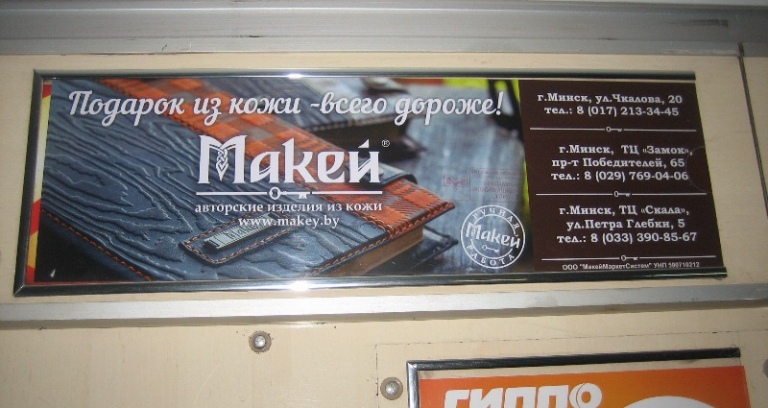 Подарок из кожи -всего дороже!
Макей®
авторские изделия из кожи
www.makey.by
РУЧНАЯ
Макей
РАБОТА
г.Минск, ул.Чкалова, 20
тел.: 8 (017) 213-34-45
г.Минск, ТЦ «Замок»,
пр-т Победителей, 65
тел.: 8 (029) 769-04-06
г.Минск, ТЦ «Скала»,
ул.Петра Глебки, 5
тел.: 8 (033) 390-85-67
ООО "МакейМаркетСистем" УНП 590718212
ГИППО